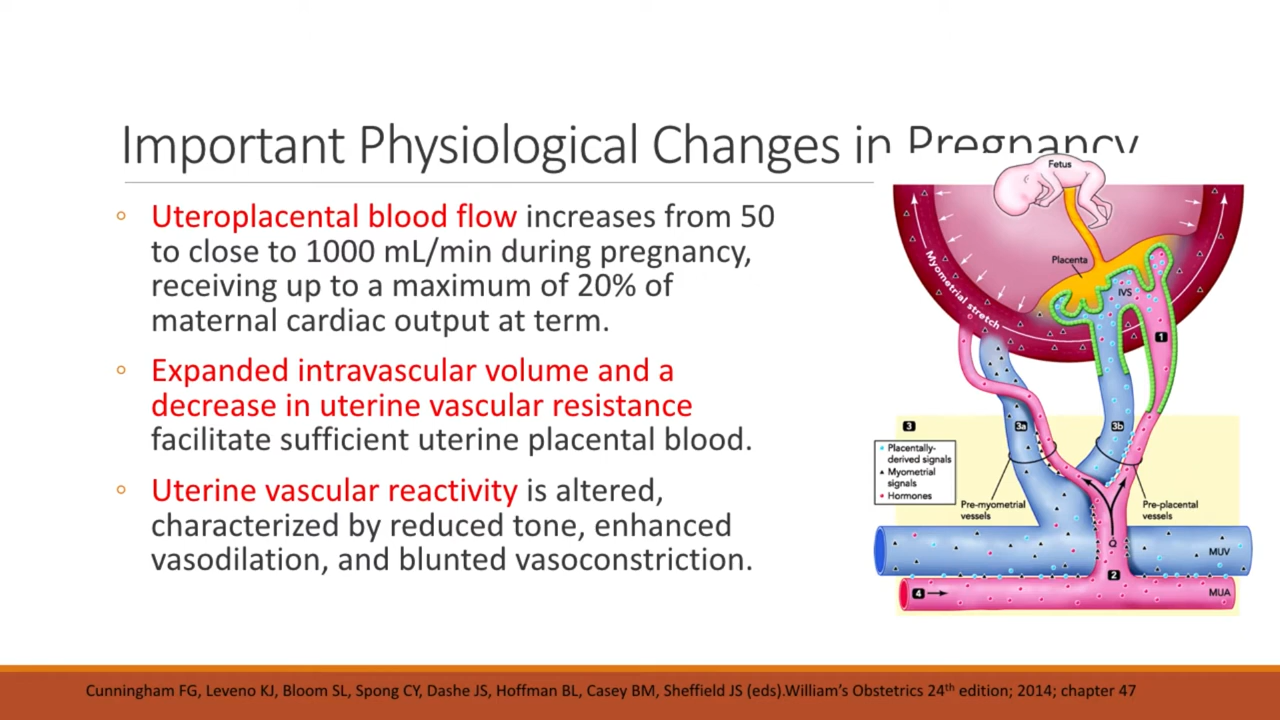 Important Physiological Changes in Pregnancy
Uteroplacental blood flow increases from 50
to close to 1000 mL/min during pregnancy,
receiving up to a maximum of 20% of
maternal cardiac output at term.
Expanded intravascular volume and a
decrease in uterine vascular resistance
facilitate sufficient uterine placental blood.
Uterine vascular reactivity is altered,
characterized by reduced tone, enhanced
vasodilation, and blunted vasoconstriction.
Fetus
Placenta
IVS
Myometrial stretch
1
3
3a
3b
Placentally-
derived signals
Myometrial
signals
Hormones
Pre-myometrial
vessels
Pre-placental
vessels
Q
MUV
2
4
MUA
Cunningham FG, Leveno KJ, Bloom SL, Spong CY, Dashe JS, Hoffman BL, Casey BM, Sheffield JS (eds).William’s Obstetrics 24th edition; 2014; chapter 47